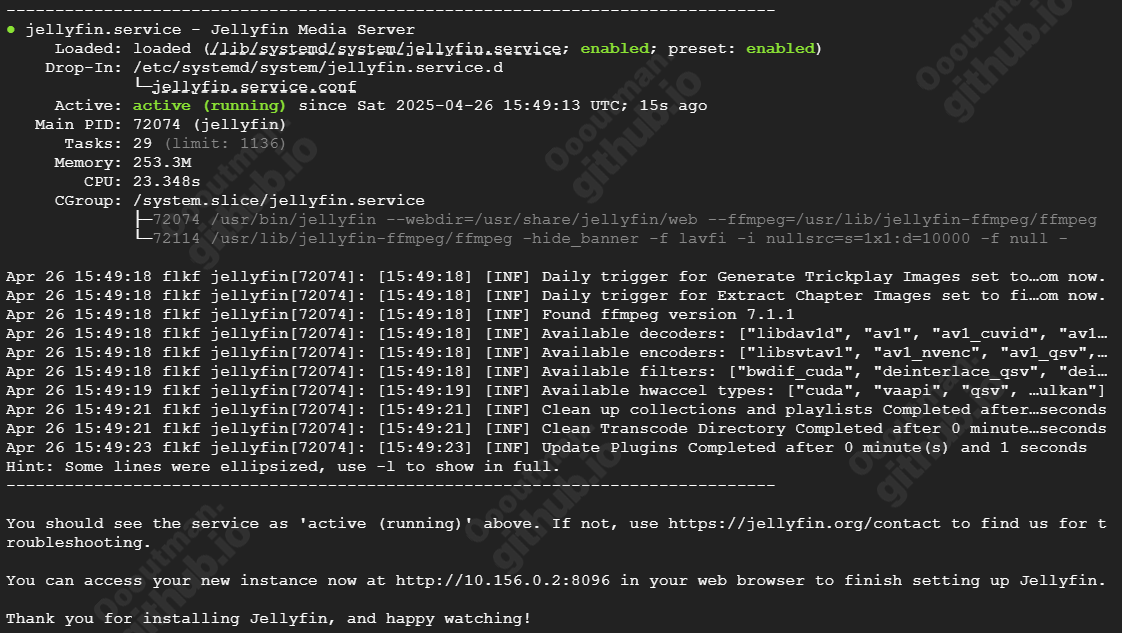 -------------------------------------------------------------------------------
● jellyfin.service - Jellyfin Media Server
Loaded: loaded (/lib/systemd/system/jellyfin.service; enabled; preset: enabled)
Drop-In: /etc/systemd/system/jellyfin.service.d
└─jellyfin.service.conf
Active: active (running) since Sat 2025-04-26 15:49:13 UTC; 15s ago
Main PID: 72074 (jellyfin)
Tasks: 29 (limit: 1136)
Memory: 253.3M
CPU: 23.348s
CGroup: /system.slice/jellyfin.service
├─72074 /usr/bin/jellyfin --webdir=/usr/share/jellyfin/web --ffmpeg=/usr/lib/jellyfin-ffmpeg/ffmpeg
└─72114 /usr/lib/jellyfin-ffmpeg/ffmpeg -hide_banner -f lavfi -i nullsrc=s=1x1:d=10000 -f null -
Apr 26 15:49:18 flkf jellyfin[72074]: [15:49:18] [INF] Daily trigger for Generate Trickplay Images set to…om now.
Apr 26 15:49:18 flkf jellyfin[72074]: [15:49:18] [INF] Daily trigger for Extract Chapter Images set to fi…om now.
Apr 26 15:49:18 flkf jellyfin[72074]: [15:49:18] [INF] Found ffmpeg version 7.1.1
Apr 26 15:49:18 flkf jellyfin[72074]: [15:49:18] [INF] Available decoders: ["libdav1d", "av1", "av1_cuvid", "av1…
Apr 26 15:49:18 flkf jellyfin[72074]: [15:49:18] [INF] Available encoders: ["libsvtav1", "av1_nvenc", "av1_qsv",…
Apr 26 15:49:18 flkf jellyfin[72074]: [15:49:18] [INF] Available filters: ["bwdif_cuda", "deinterlace_qsv", "dei…
Apr 26 15:49:19 flkf jellyfin[72074]: [15:49:19] [INF] Available hwaccel types: ["cuda", "vaapi", "qsv", …ulkan"]
Apr 26 15:49:21 flkf jellyfin[72074]: [15:49:21] [INF] Clean up collections and playlists Completed after…seconds
Apr 26 15:49:21 flkf jellyfin[72074]: [15:49:21] [INF] Clean Transcode Directory Completed after 0 minute…seconds
Apr 26 15:49:23 flkf jellyfin[72074]: [15:49:23] [INF] Update Plugins Completed after 0 minute(s) and 1 seconds
Hint: Some lines were ellipsized, use -l to show in full.
-------------------------------------------------------------------------------
You should see the service as 'active (running)' above. If not, use https://jellyfin.org/contact to find us for t
roubleshooting.
You can access your new instance now at http://10.156.0.2:8096 in your web browser to finish setting up Jellyfin.
Thank you for installing Jellyfin, and happy watching!